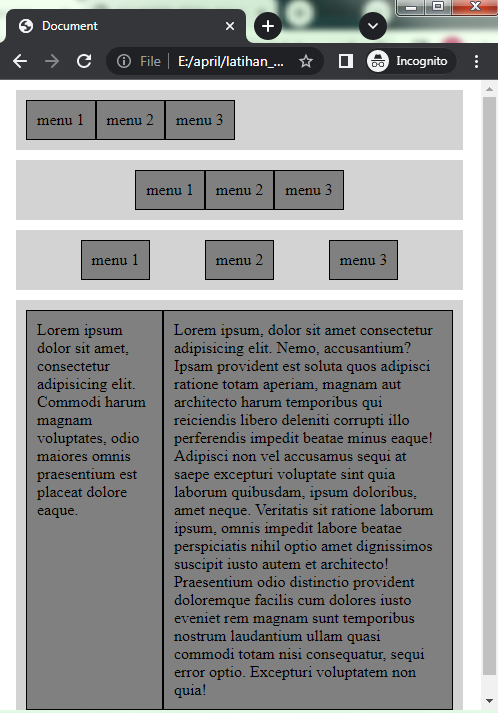 Document
File | E:/april/latihan_... Incognito
menu 1 menu 2 menu 3
menu 1 menu 2 menu 3
menu 1 menu 2 menu 3
Lorem ipsum
dolor sit amet,
consectetur
adipisicing elit.
Commodi harum
magnam
voluptates, odio
maiores omnis
praesentium est
placeat dolore
eaque.
Lorem ipsum, dolor sit amet consectetur
adipisicing elit. Nemo, accusantium?
Ipsam provident est soluta quos adipisci
ratione totam aperiam, magnam aut
architecto harum temporibus qui
reiciendis libero deleniti corrupti illo
perferendis impedit beatae minus eaque!
Adipisci non vel accusamus sequi at
saepe excepturi voluptate sint quia
laborum quibusdam, ipsum doloribus,
amet neque. Veritatis sit ratione laborum
ipsum, omnis impedit labore beatae
perspiciatis nihil optio amet dignissimos
suscipit iusto autem et architecto!
Praesentium odio distinctio provident
doloremque facilis cum dolores iusto
eveniet rem magnam sunt temporibus
nostrum laudantium ullam quasi
commodi totam nisi consequatur, sequi
error optio. Excepturi voluptatem non
quia!